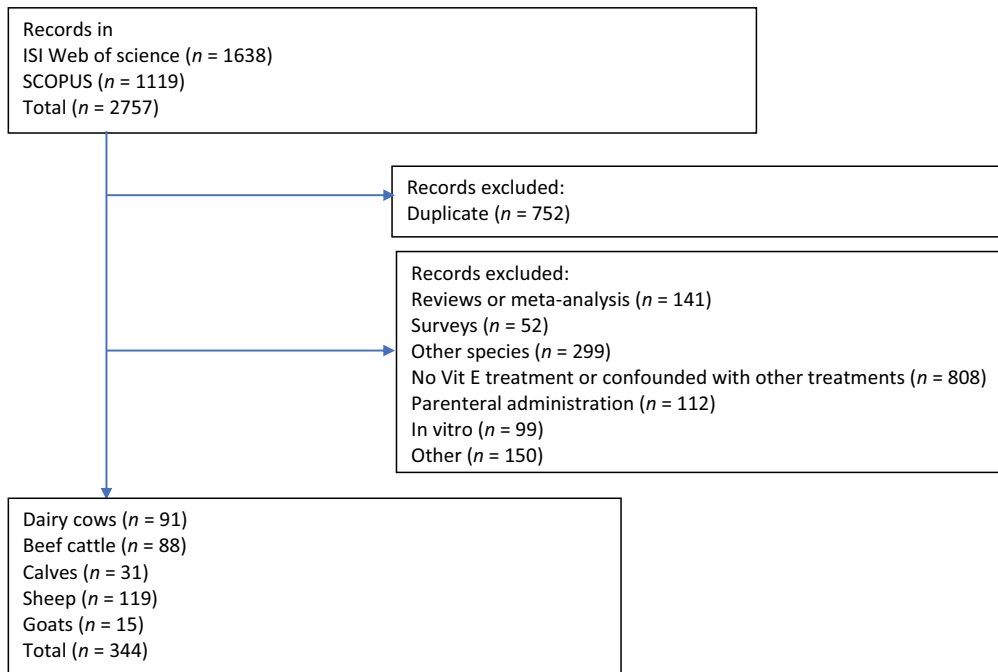 Records in
ISI Web of science (n = 1638)
SCOPUS (n = 1119)
Total (n = 2757)
Records excluded:
Duplicate (n = 752)
Records excluded:
Reviews or meta-analysis (n = 141)
Surveys (n = 52)
Other species (n = 299)
No Vit E treatment or confounded with other treatments (n = 808)
Parenteral administration (n = 112)
In vitro (n = 99)
Other (n = 150)
Dairy cows (n = 91)
Beef cattle (n = 88)
Calves (n = 31)
Sheep (n = 119)
Goats (n = 15)
Total (n = 344)